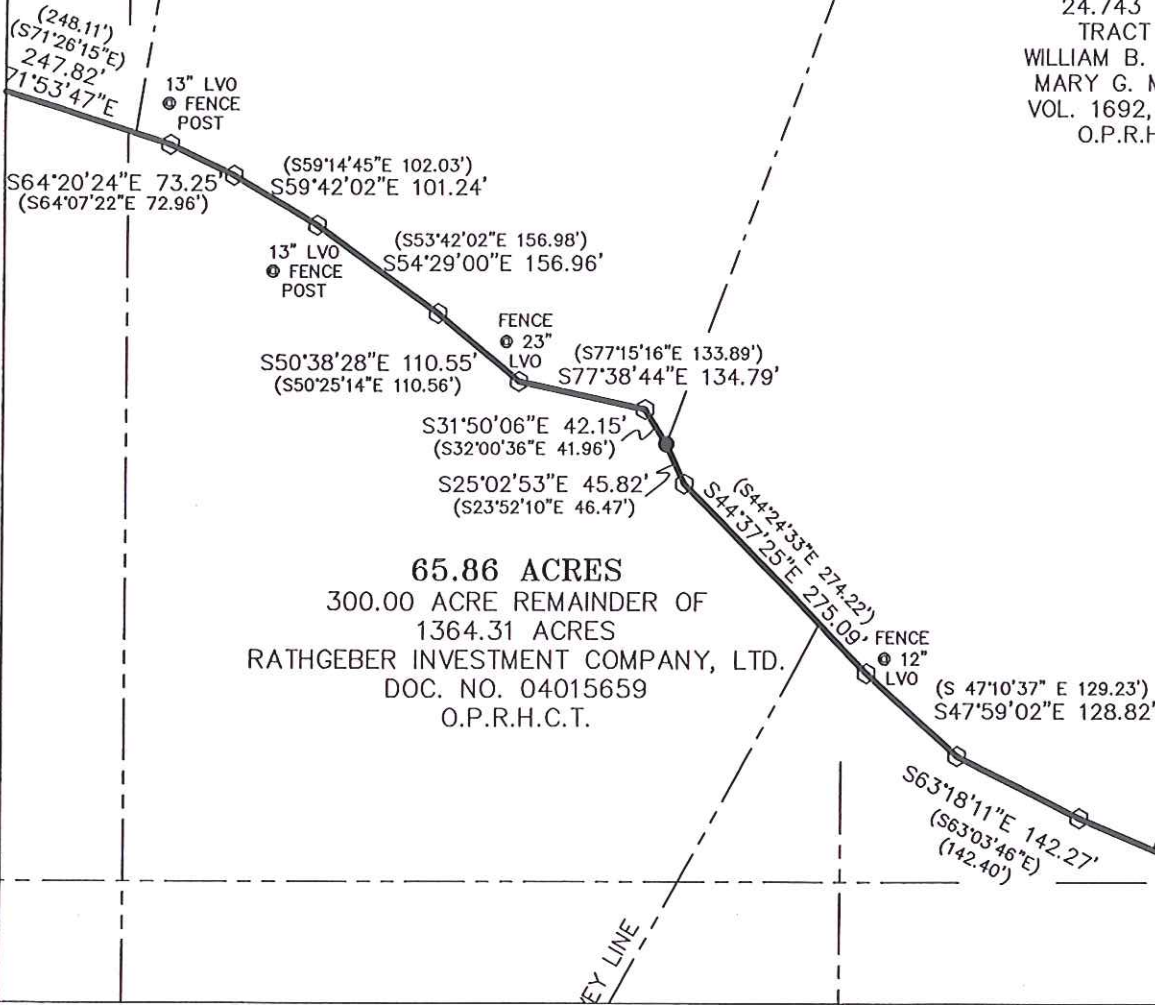 (248.11')
(S71°26'15"E)
247.82'
71°53'47"E
13" LVO
FENCE
POST
S64°20'24"E 73.25'
(S64°07'22"E 72.96')
(S59°14'45"E 102.03')
S59°42'02"E 101.24'
13" LVO
FENCE
POST
(S53°42'02"E 156.98')
S54°29'00"E 156.96'
FENCE
23"
LVO
S50°38'28"E 110.55'
(S50°25'14"E 110.56')
(S77°15'16"E 133.89')
S77°38'44"E 134.79'
S31°50'06"E 42.15'
(S32°00'36"E 41.96')
S25°02'53"E 45.82'
(S23°52'10"E 46.47')
(S44°24'33"E 274.22')
S44°37'25"E 275.09'
FENCE
12"
LVO
(S 47°10'37" E 129.23')
S47°59'02"E 128.82'
S63°18'11"E 142.27'
(S63°03'46"E)
(142.40')
65.86 ACRES
300.00 ACRE REMAINDER OF
1364.31 ACRES
RATHGEBER INVESTMENT COMPANY, LTD.
DOC. NO. 04015659
O.P.R.H.C.T.
24.743
TRACT
WILLIAM B.
MARY G. M
VOL. 1692,
O.P.R.H
EY LINE